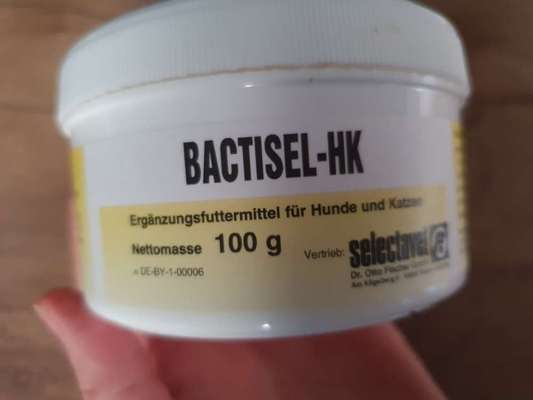 BACTISEL-HK
Ergänzungsfuttermittel für Hunde und Katzen
Nettomasse 100 g Vertrieb: selectavet
α DE-BY-1-00006
Dr. Otto Fischer